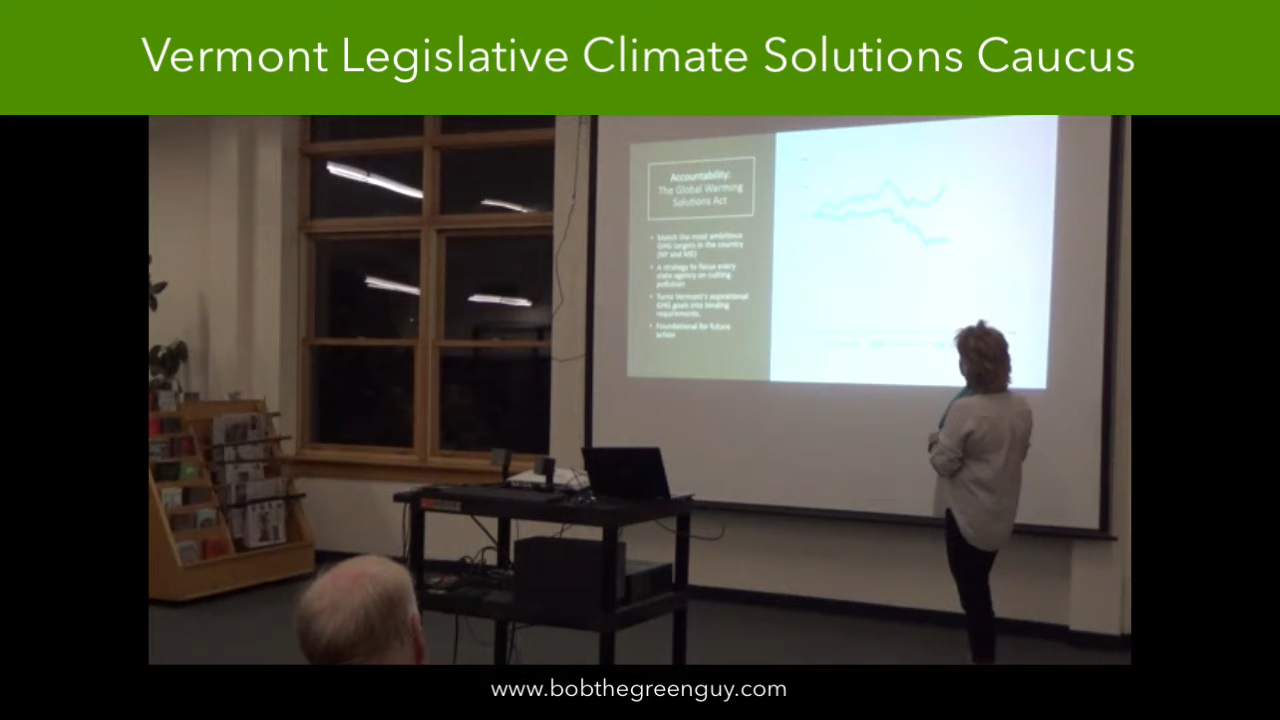 Vermont Legislative Climate Solutions Caucus
Accountability:
The Global Warming
Solutions Act
• Match the most ambitious
GHG targets in the country
(NY and ME)
• A strategy to focus every
state agency on cutting
pollution
• Turns Vermont's aspirational
GHG goals into binding
requirements.
• Foundational for future
action
www.bobthegreenguy.com